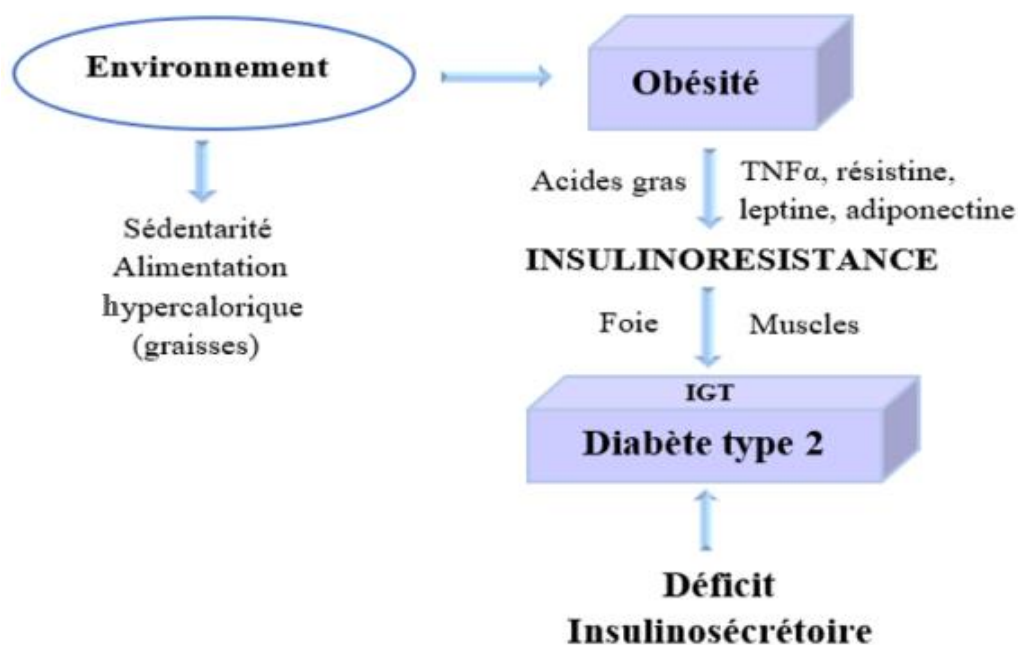 Environnement
Obésité
Sédentarité
Alimentation
hypercalorique
(graisses)
Acides gras
TNFα, résistine,
leptine, adiponectine
INSULINORESISTANCE
Foie
Muscles
IGT
Diabète type 2
Déficit
Insulinosécrétoire